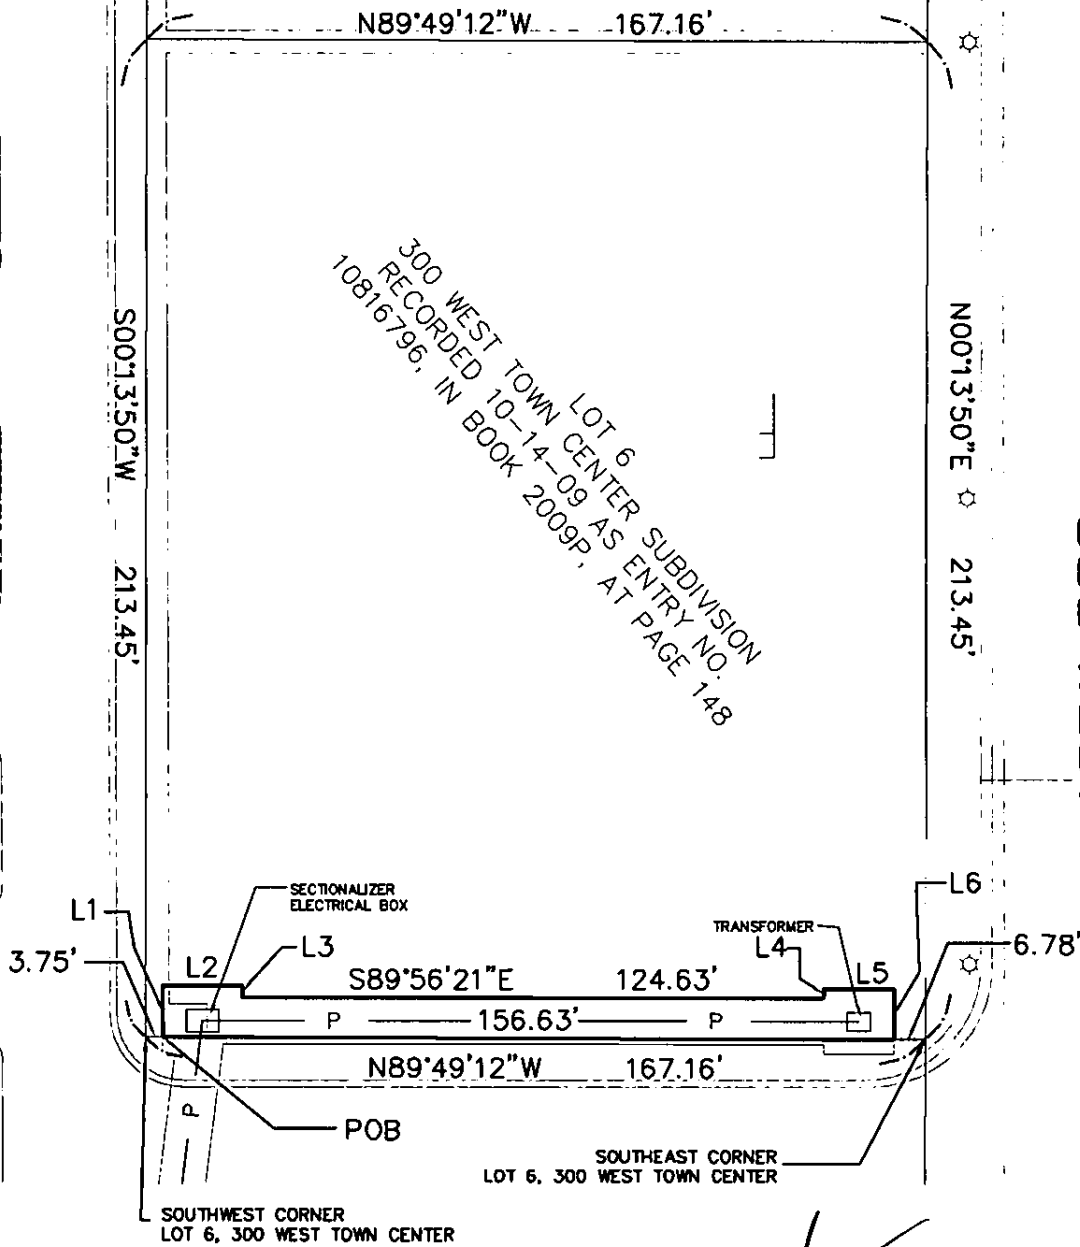 N89°49'12"W 167.16'
S00°13'50"W 213.45'
N00°13'50"E 213.45'
LOT 6
300 WEST TOWN CENTER SUBDIVISION
RECORDED 10-14-09 AS ENTRY NO.
10816796, IN BOOK 2009P, AT PAGE 148
SECTIONALIZER
ELECTRICAL BOX
L1
L6
TRANSFORMER
3.75'
L2
L3
L4
L5
6.78'
S89°56'21"E 124.63'
P 156.63' P
N89°49'12"W 167.16'
P
POB
SOUTHEAST CORNER
LOT 6, 300 WEST TOWN CENTER
SOUTHWEST CORNER
LOT 6, 300 WEST TOWN CENTER